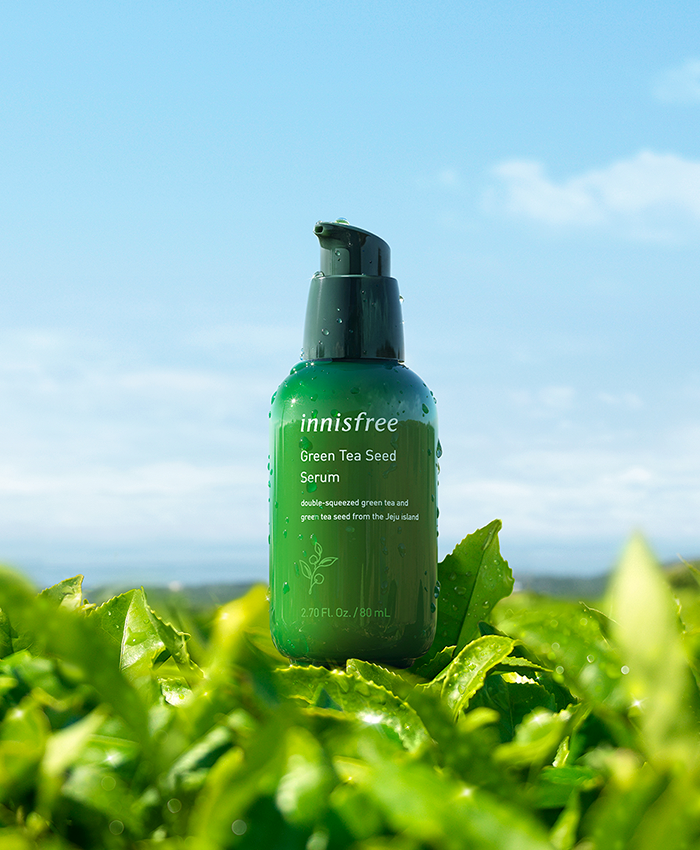 innisfree
Green Tea Seed
Serum
double-squeezed green tea and
green tea seed from the Jeju island
2.70 Fl. Oz. / 80 mL